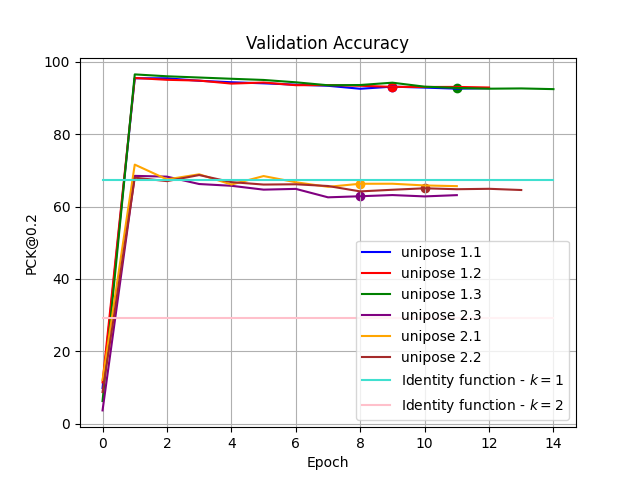 Validation Accuracy
PCK@0.2
100
80
60
40
20
0
unipose 1.1
unipose 1.2
unipose 1.3
unipose 2.3
unipose 2.1
unipose 2.2
Identity function - k = 1
Identity function - k = 2
0 2 4 6 8 10 12 14
Epoch